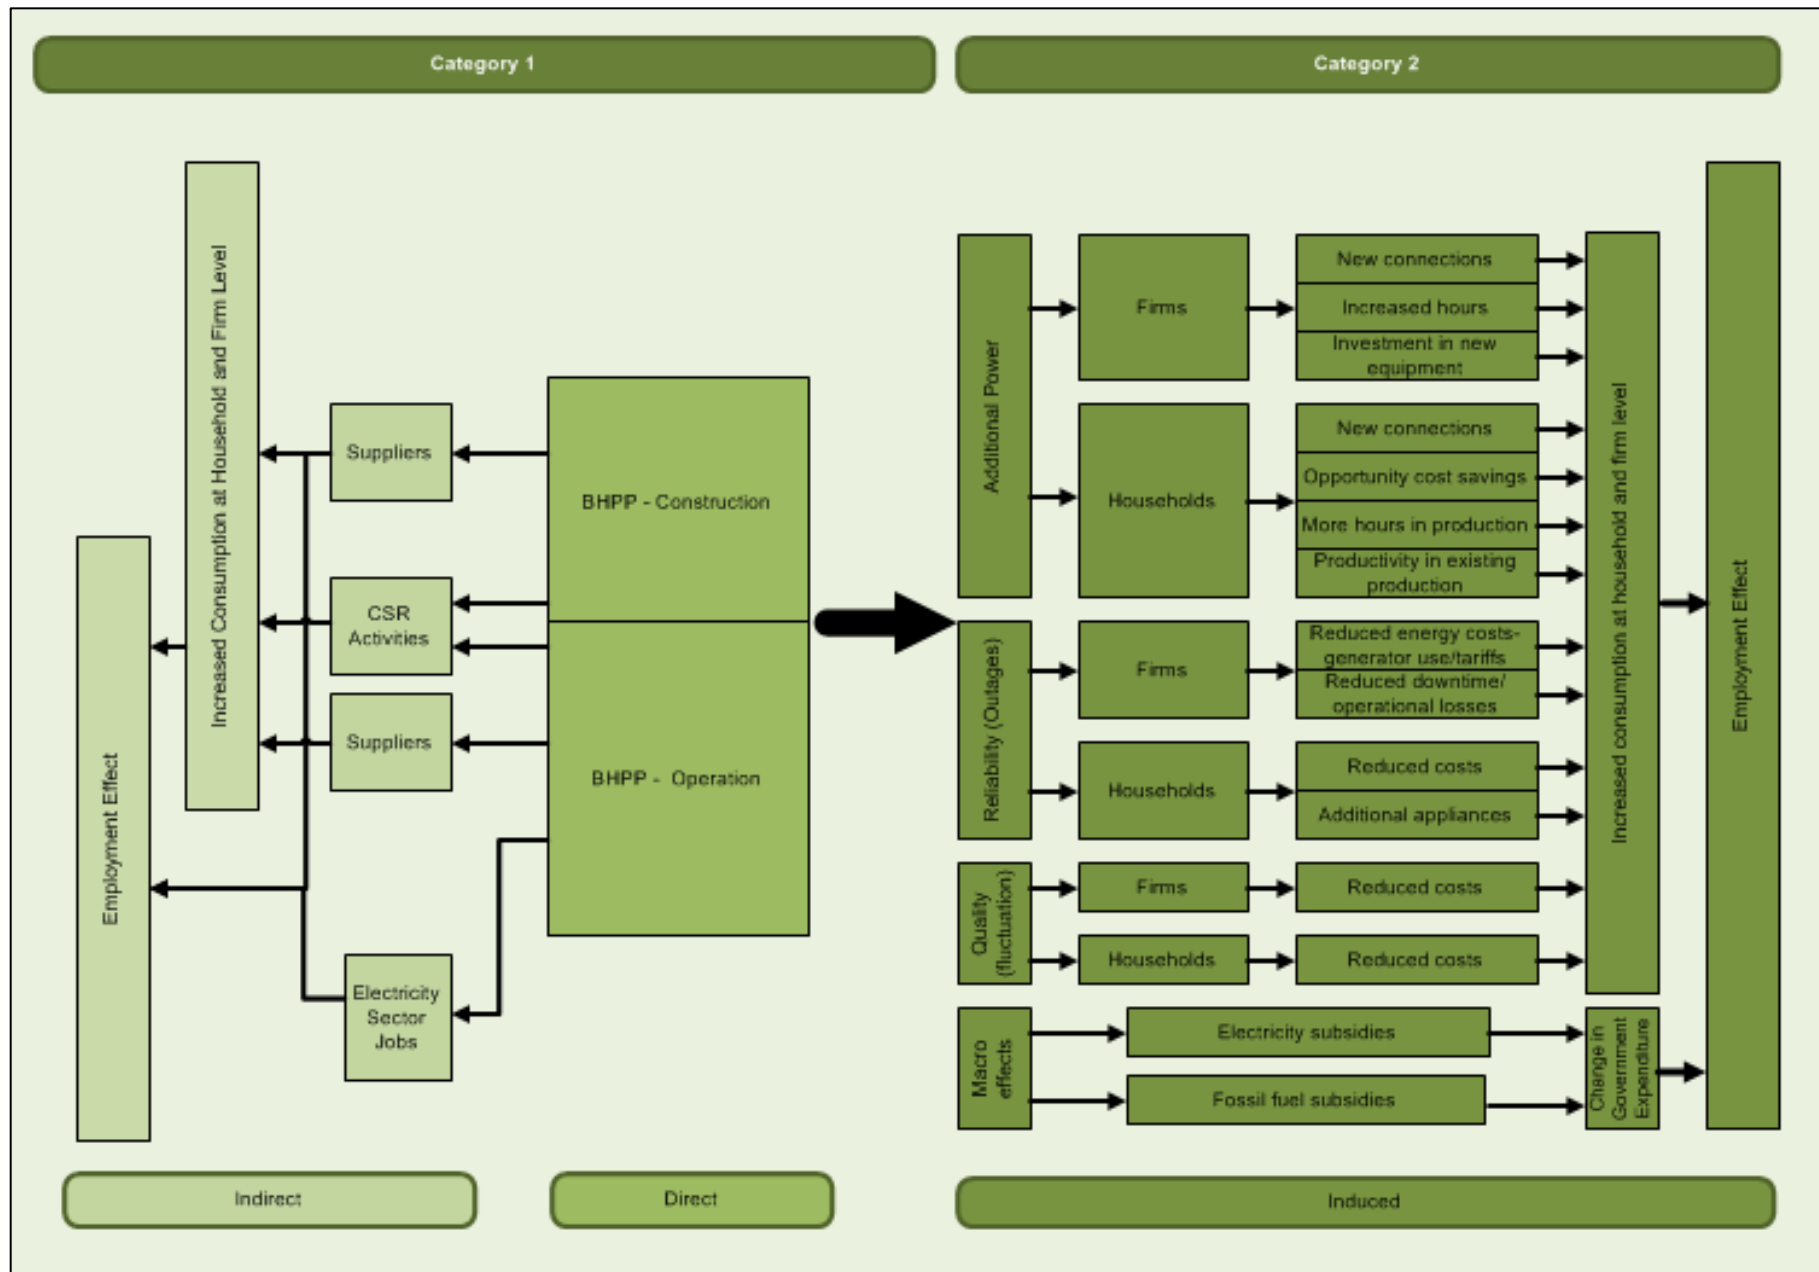 Category 1
Category 2
Employment Effect
Increased Consumption at Household and Firm Level
Suppliers
CSR
Activities
Suppliers
Electricity
Sector
Jobs
BHPP - Construction
BHPP - Operation
Additional Power
Firms
New connections
Increased hours
Investment in new
equipment
Households
New connections
Opportunity cost savings
More hours in production
Productivity in existing
production
Reliability (Outages)
Firms
Reduced energy costs-
generator use/tariffs
Reduced downtime/
operational losses
Households
Reduced costs
Additional appliances
Quality
(fluctuation)
Firms
Reduced costs
Households
Reduced costs
Macro
effects
Electricity subsidies
Fossil fuel subsidies
Increased consumption at household and firm level
Change in
Government
Expenditure
Employment Effect
Indirect
Direct
Induced